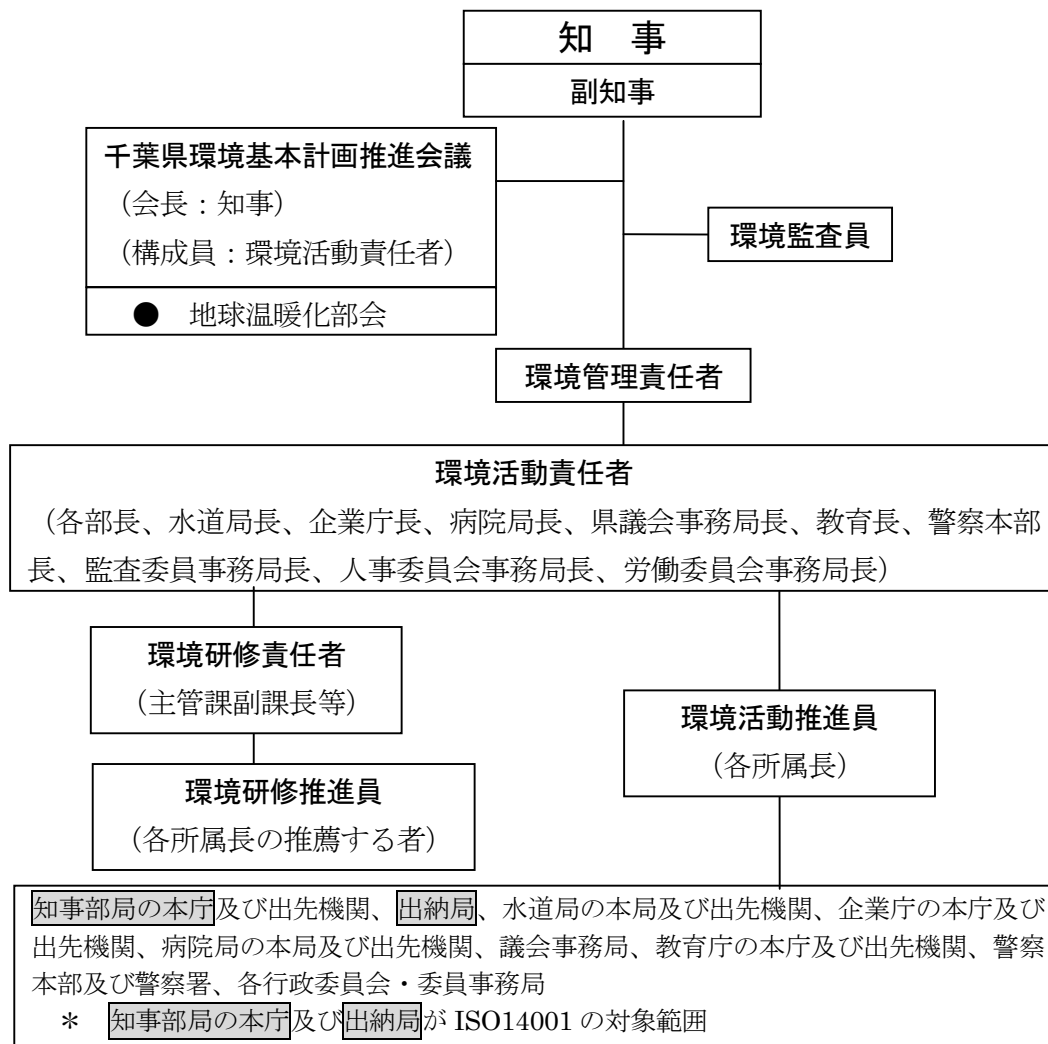 知　事
副知事
千葉県環境基本計画推進会議
（会長：知事）
（構成員：環境活動責任者）
●　地球温暖化部会
環境監査員
環境管理責任者
環境活動責任者
（各部長、水道局長、企業庁長、病院局長、県議会事務局長、教育長、警察本部
長、監査委員事務局長、人事委員会事務局長、労働委員会事務局長）
環境研修責任者
（主管課副課長等）
環境活動推進員
（各所属長）
環境研修推進員
（各所属長の推薦する者）
知事部局の本庁及び出先機関、出納局、水道局の本局及び出先機関、企業庁の本庁及び
出先機関、病院局の本局及び出先機関、議会事務局、教育庁の本庁及び出先機関、警察
本部及び警察署、各行政委員会・委員事務局
＊　知事部局の本庁及び出納局が ISO14001 の対象範囲